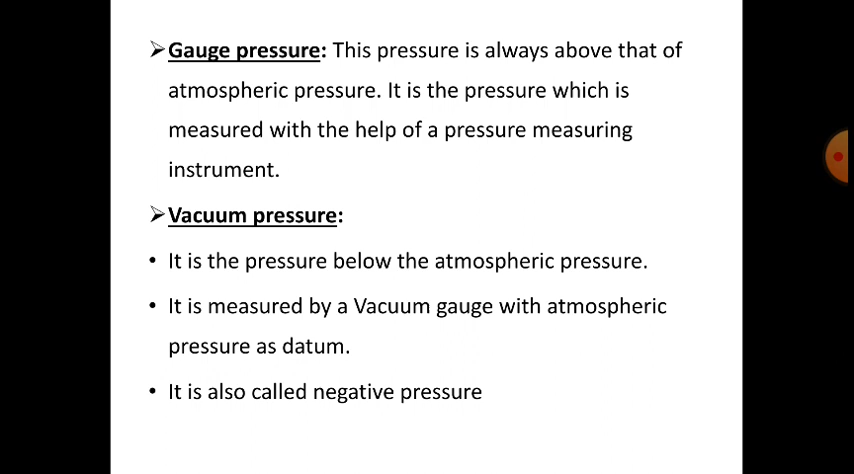 ➢Gauge pressure: This pressure is always above that of
atmospheric pressure. It is the pressure which is
measured with the help of a pressure measuring
instrument.
➢Vacuum pressure:
• It is the pressure below the atmospheric pressure.
• It is measured by a Vacuum gauge with atmospheric
pressure as datum.
• It is also called negative pressure